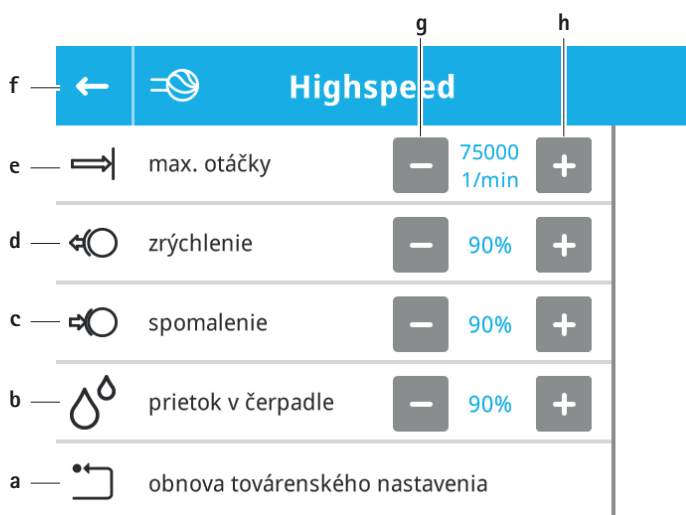 g h
f Highspeed
e max. otáčky 75000
1/min
d zrýchlenie 90%
c spomalenie 90%
b prietok v čerpadle 90%
a obnova továrenského nastavenia